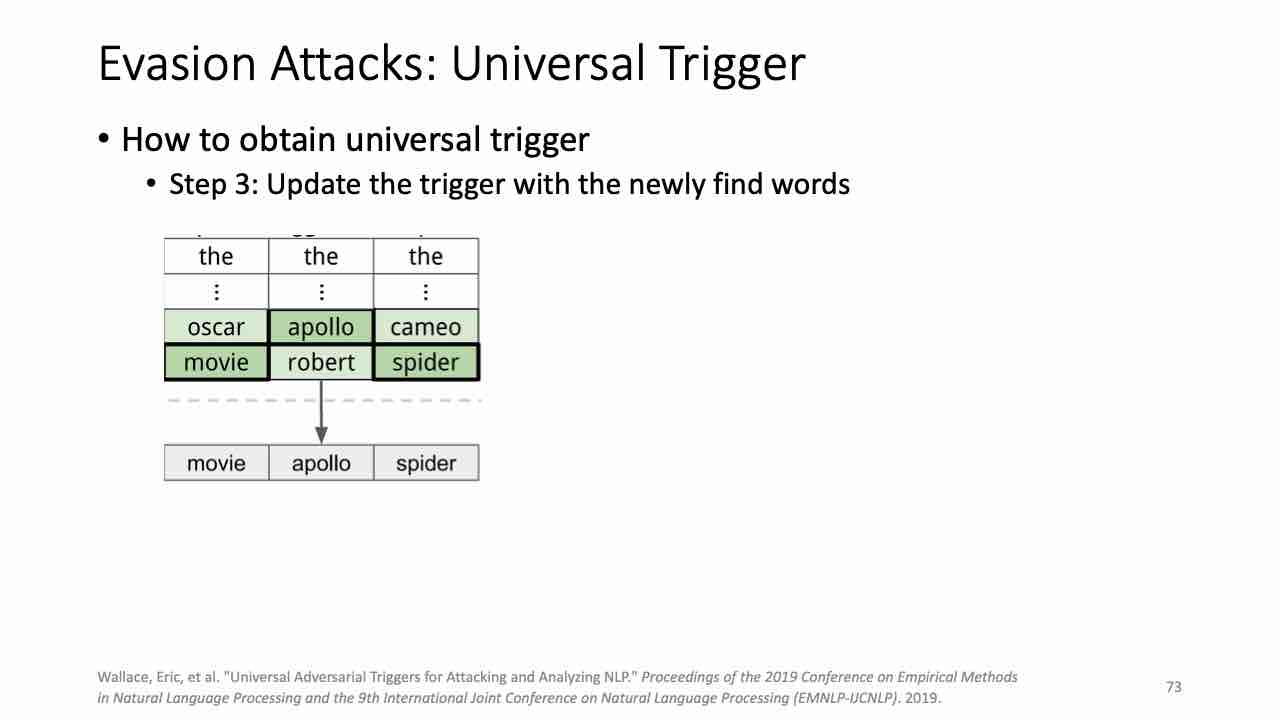 Evasion Attacks: Universal Trigger
• How to obtain universal trigger
• Step 3: Update the trigger with the newly find words
the the the
⋮ ⋮ ⋮
oscar apollo cameo
movie robert spider
movie apollo spider
Wallace, Eric, et al. "Universal Adversarial Triggers for Attacking and Analyzing NLP." Proceedings of the 2019 Conference on Empirical Methods
in Natural Language Processing and the 9th International Joint Conference on Natural Language Processing (EMNLP-IJCNLP). 2019.
73